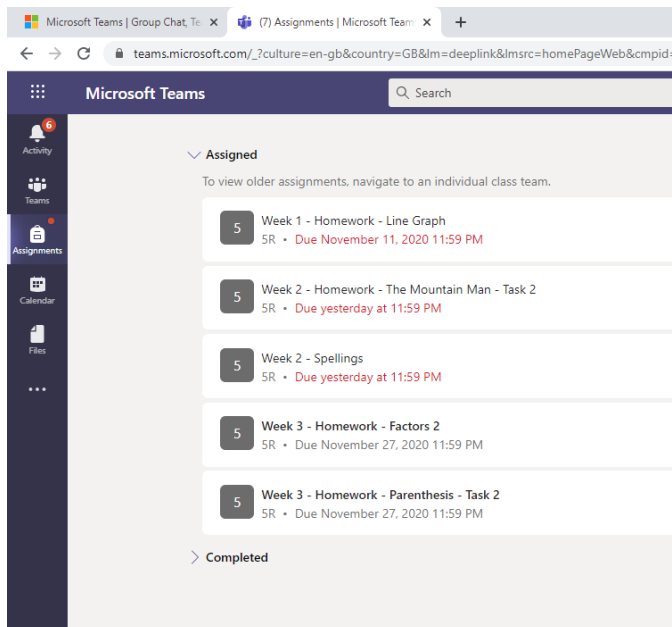 Microsoft Teams | Group Chat, Te
(7) Assignments | Microsoft Team
teams.microsoft.com/_?culture=en-gb&country=GB&lm=deeplink&lmsrc=homePageWeb&cmpid=
Microsoft Teams
Search
6
Activity
Teams
Assignments
Calendar
Files
Assigned
To view older assignments, navigate to an individual class team.
5
Week 1 - Homework - Line Graph
5R • Due November 11, 2020 11:59 PM
5
Week 2 - Homework - The Mountain Man - Task 2
5R • Due yesterday at 11:59 PM
5
Week 2 - Spellings
5R • Due yesterday at 11:59 PM
5
Week 3 - Homework - Factors 2
5R • Due November 27, 2020 11:59 PM
5
Week 3 - Homework - Parenthesis - Task 2
5R • Due November 27, 2020 11:59 PM
Completed